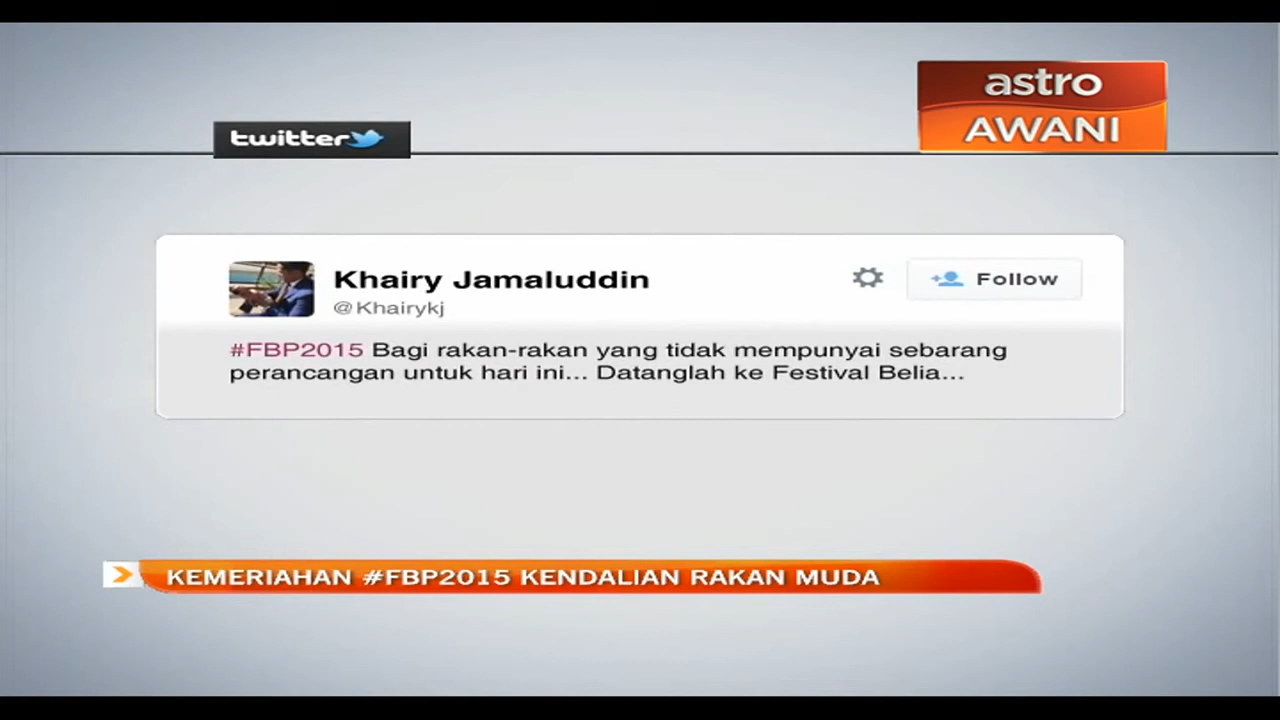 astro
AWANI
twitter
Khairy Jamaluddin
@Khairykj
Follow
#FBP2015 Bagi rakan-rakan yang tidak mempunyai sebarang
perancangan untuk hari ini... Datanglah ke Festival Belia...
KEMERIAHAN #FBP2015 KENDALIAN RAKAN MUDA